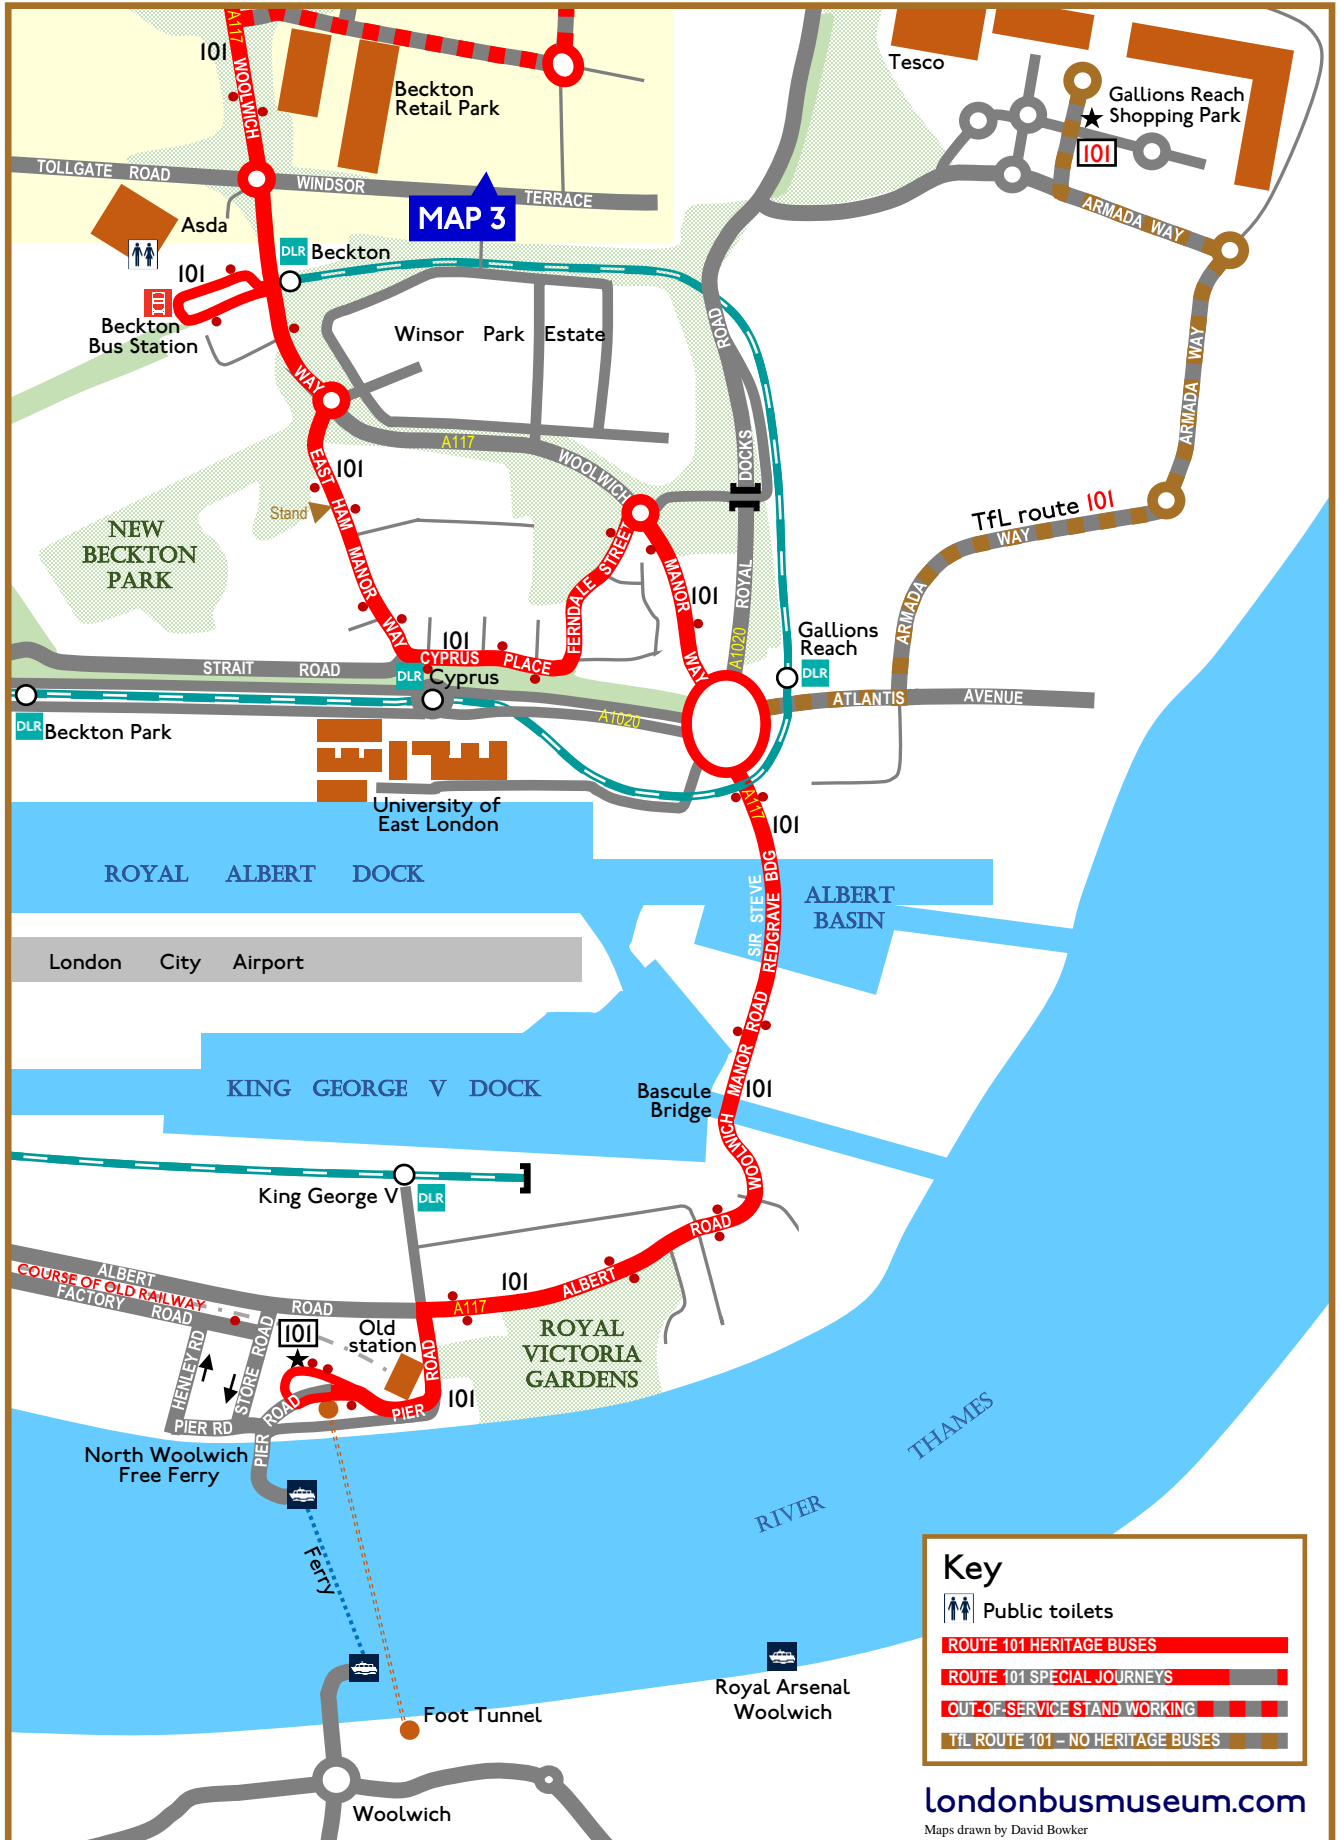 A117
101
WOOLWICH
Beckton
Retail Park
Tesco
Gallions Reach
Shopping Park
101
TOLLGATE ROAD
WINDSOR
TERRACE
MAP 3
ARMADA WAY
Asda
DLR Beckton
101
Beckton
Bus Station
Winsor Park Estate
ROAD
WAY
ARMADA WAY
A117
WOOLWICH
DOCKS
EAST HAM MANOR WAY
101
Stand
TfL route 101
WAY
ARMADA
NEW
BECKTON
PARK
FERNDALE STREET
MANOR
WAY
101
ROYAL
A1020
Gallions
Reach
DLR
101
CYPRUS PLACE
STRAIT ROAD
DLR
Cyprus
ATLANTIS AVENUE
A1020
DLR Beckton Park
University of
East London
A117
101
ROYAL ALBERT DOCK
SIR STEVE
REDGRAVE BDG
ALBERT
BASIN
London City Airport
KING GEORGE V DOCK
WOOLWICH MANOR ROAD
101
Bascule
Bridge
King George V
DLR
ROAD
ALBERT
101
A117
ALBERT
ROAD
COURSE OF OLD RAILWAY
FACTORY ROAD
HENLEY RD
STORE ROAD
101
Old
station
ROAD
ROYAL
VICTORIA
GARDENS
PIER
101
ROAD
PIER RD
PIER
North Woolwich
Free Ferry
THAMES
RIVER
Ferry
Foot Tunnel
Royal Arsenal
Woolwich
Woolwich
Key
Public toilets
ROUTE 101 HERITAGE BUSES
ROUTE 101 SPECIAL JOURNEYS
OUT-OF-SERVICE STAND WORKING
TfL ROUTE 101 – NO HERITAGE BUSES
londonbusmuseum.com
Maps drawn by David Bowker